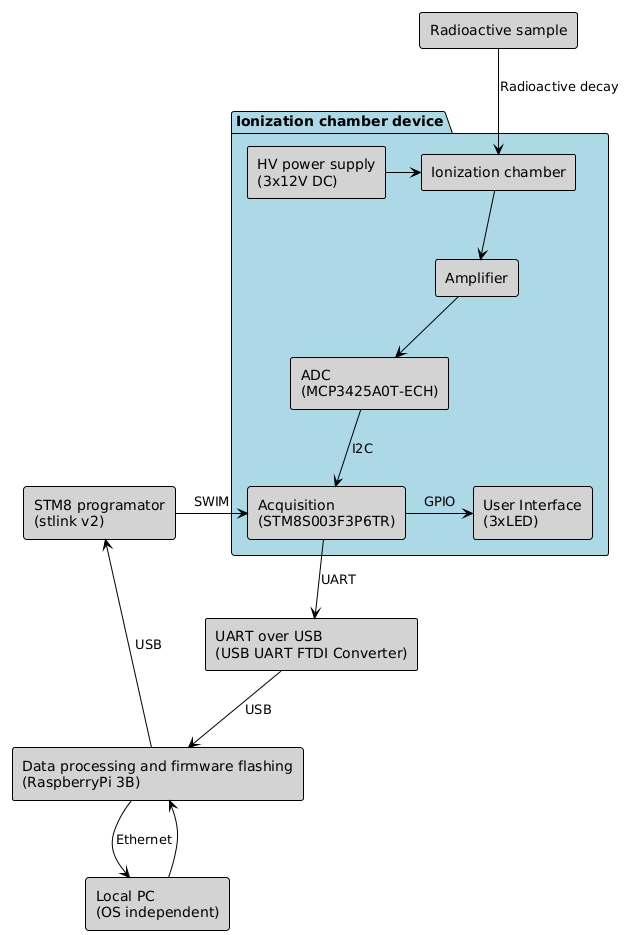 Radioactive sample
Radioactive decay
Ionization chamber device
HV power supply
(3x12V DC)
Ionization chamber
Amplifier
ADC
(MCP3425A0T-ECH)
I2C
STM8 programator
(stlink v2)
SWIM
Acquisition
(STM8S003F3P6TR)
GPIO
User Interface
(3xLED)
UART
UART over USB
(USB UART FTDI Converter)
USB
USB
Data processing and firmware flashing
(RaspberryPi 3B)
Ethernet
Local PC
(OS independent)